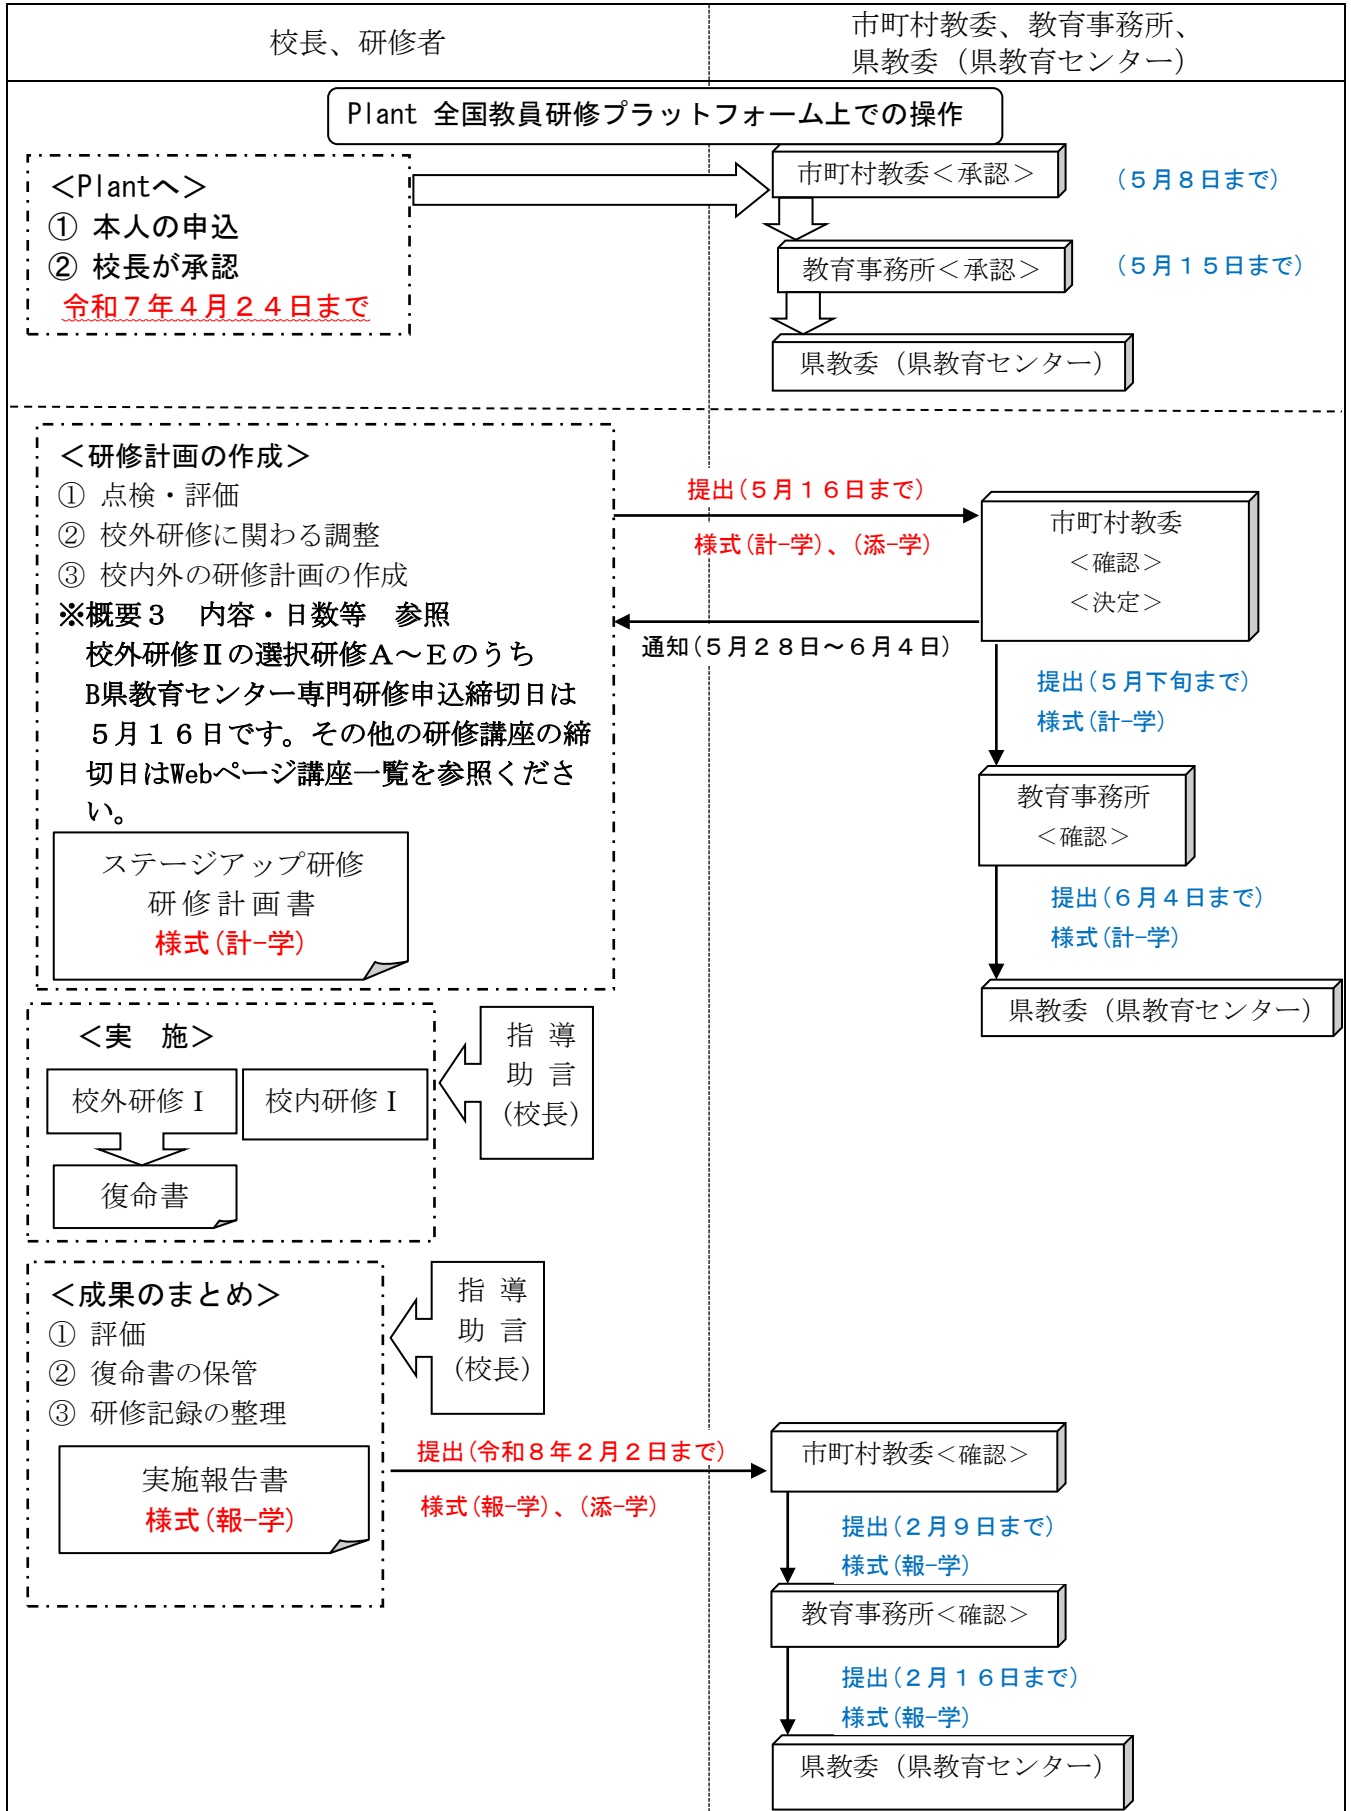 校長、研修者
市町村教委、教育事務所、
県教委（県教育センター）
Plant 全国教員研修プラットフォーム上での操作
＜Plantへ＞
① 本人の申込
② 校長が承認
令和７年４月２４日まで
市町村教委＜承認＞
（５月８日まで）
教育事務所＜承認＞
（５月１５日まで）
県教委（県教育センター）
＜研修計画の作成＞
① 点検・評価
② 校外研修に関わる調整
③ 校内外の研修計画の作成
※概要３　内容・日数等　参照
校外研修Ⅱの選択研修Ａ～Ｅのうち
B県教育センター専門研修申込締切日は
５月１６日です。その他の研修講座の締
切日はWebページ講座一覧を参照くださ
い。
ステージアップ研修
研修計画書
様式(計-学)
提出(５月１６日まで)
様式(計-学)、(添-学)
市町村教委
＜確認＞
＜決定＞
通知(５月２８日～６月４日)
提出(５月下旬まで)
様式(計-学)
教育事務所
＜確認＞
提出(６月４日まで)
様式(計-学)
県教委（県教育センター）
＜実　施＞
校外研修Ⅰ
校内研修Ⅰ
復命書
指 導
助 言
(校長)
＜成果のまとめ＞
① 評価
② 復命書の保管
③ 研修記録の整理
実施報告書
様式(報-学)
指 導
助 言
(校長)
提出(令和８年２月２日まで)
様式(報-学)、(添-学)
市町村教委＜確認＞
提出(２月９日まで)
様式(報-学)
教育事務所＜確認＞
提出(２月１６日まで)
様式(報-学)
県教委（県教育センター）